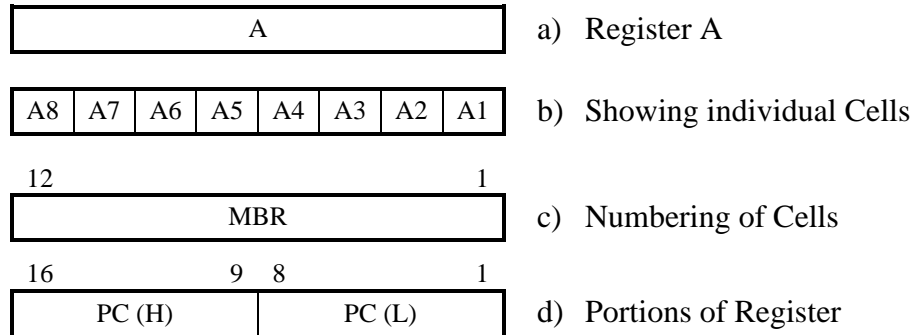 A a) Register A
A8 A7 A6 A5 A4 A3 A2 A1 b) Showing individual Cells
12 1
MBR c) Numbering of Cells
16 9 8 1
PC (H) PC (L) d) Portions of Register